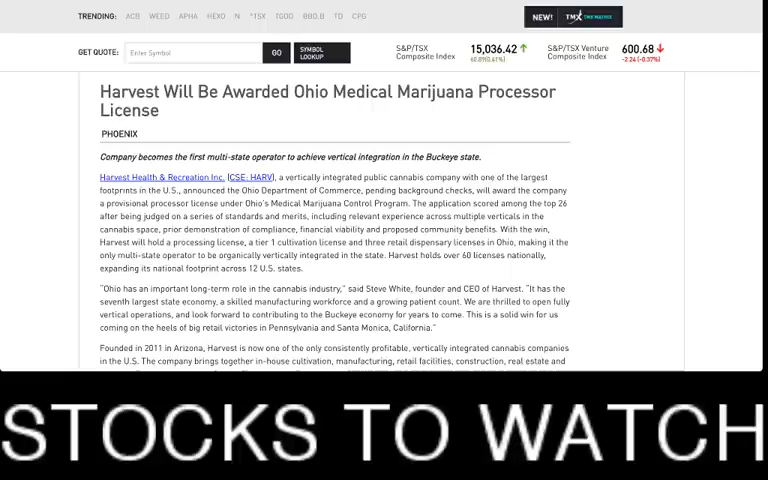 TRENDING: ACB WEED APHA HEXO N ^TSX TGOD BBD.B TD CPG
NEW! TMX
GET QUOTE: Enter Symbol GO SYMBOL LOOKUP
S&P/TSX Composite Index 15,036.42 60.89(0.41%)
S&P/TSX Venture Composite Index 600.68 -2.24 (-0.37%)
Harvest Will Be Awarded Ohio Medical Marijuana Processor
License
PHOENIX
Company becomes the first multi-state operator to achieve vertical integration in the Buckeye state.
Harvest Health & Recreation Inc. (CSE: HARV), a vertically integrated public cannabis company with one of the largest
footprints in the U.S., announced the Ohio Department of Commerce, pending background checks, will award the company
a provisional processor license under Ohio's Medical Marijuana Control Program. The application scored among the top 26
after being judged on a series of standards and merits, including relevant experience across multiple verticals in the
cannabis space, prior demonstration of compliance, financial viability and proposed community benefits. With the win,
Harvest will hold a processing license, a tier 1 cultivation license and three retail dispensary licenses in Ohio, making it the
only multi-state operator to be organically vertically integrated in the state. Harvest holds over 60 licenses nationally,
expanding its national footprint across 12 U.S. states.
"Ohio has an important long-term role in the cannabis industry," said Steve White, founder and CEO of Harvest. "It has the
seventh largest state economy, a skilled manufacturing workforce and a growing patient count. We are thrilled to open fully
vertical operations, and look forward to contributing to the Buckeye economy for years to come. This is a solid win for us
coming on the heels of big retail victories in Pennsylvania and Santa Monica, California."
Founded in 2011 in Arizona, Harvest is now one of the only consistently profitable, vertically integrated cannabis companies
in the U.S. The company brings together in-house cultivation, manufacturing, retail facilities, construction, real estate and
STOCKS TO WATCH